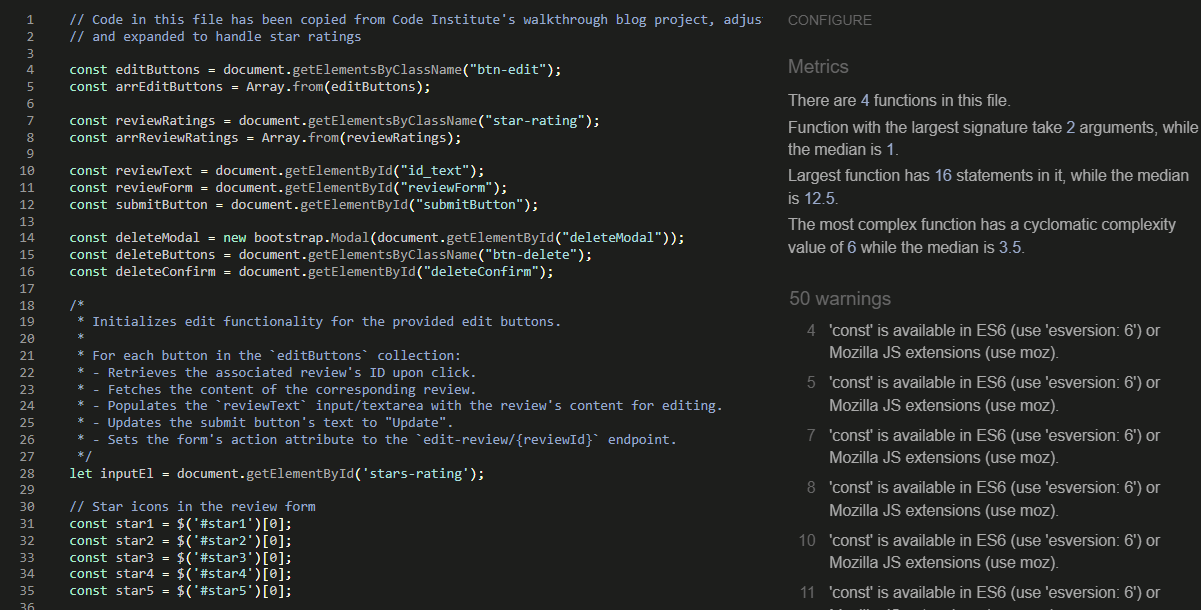 1 // Code in this file has been copied from Code Institute's walkthrough blog project, adjus
2 // and expanded to handle star ratings
3
4 const editButtons = document.getElementsByClassName("btn-edit");
5 const arrEditButtons = Array.from(editButtons);
6
7 const reviewRatings = document.getElementsByClassName("star-rating");
8 const arrReviewRatings = Array.from(reviewRatings);
9
10 const reviewText = document.getElementById("id_text");
11 const reviewForm = document.getElementById("reviewForm");
12 const submitButton = document.getElementById("submitButton");
13
14 const deleteModal = new bootstrap.Modal(document.getElementById("deleteModal"));
15 const deleteButtons = document.getElementsByClassName("btn-delete");
16 const deleteConfirm = document.getElementById("deleteConfirm");
17
18 /*
19 * Initializes edit functionality for the provided edit buttons.
20 *
21 * For each button in the `editButtons` collection:
22 * - Retrieves the associated review's ID upon click.
23 * - Fetches the content of the corresponding review.
24 * - Populates the `reviewText` input/textarea with the review's content for editing.
25 * - Updates the submit button's text to "Update".
26 * - Sets the form's action attribute to the `edit-review/{reviewId}` endpoint.
27 */
28 let inputEl = document.getElementById('stars-rating');
29
30 // Star icons in the review form
31 const star1 = $('#star1')[0];
32 const star2 = $('#star2')[0];
33 const star3 = $('#star3')[0];
34 const star4 = $('#star4')[0];
35 const star5 = $('#star5')[0];
36
CONFIGURE
Metrics
There are 4 functions in this file.
Function with the largest signature take 2 arguments, while
the median is 1.
Largest function has 16 statements in it, while the median
is 12.5.
The most complex function has a cyclomatic complexity
value of 6 while the median is 3.5.
50 warnings
4 'const' is available in ES6 (use 'esversion: 6') or
Mozilla JS extensions (use moz).
5 'const' is available in ES6 (use 'esversion: 6') or
Mozilla JS extensions (use moz).
7 'const' is available in ES6 (use 'esversion: 6') or
Mozilla JS extensions (use moz).
8 'const' is available in ES6 (use 'esversion: 6') or
Mozilla JS extensions (use moz).
10 'const' is available in ES6 (use 'esversion: 6') or
Mozilla JS extensions (use moz).
11 'const' is available in ES6 (use 'esversion: 6') or